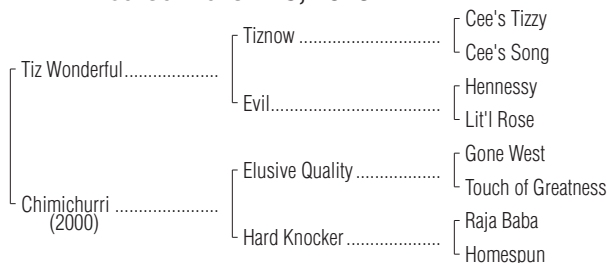 Cee's Tizzy
Tiznow
Cee's Song
Tiz Wonderful
Hennessy
Evil
Lit'l Rose
Gone West
Elusive Quality
Touch of Greatness
Chimichurri
(2000)
Raja Baba
Hard Knocker
Homespun